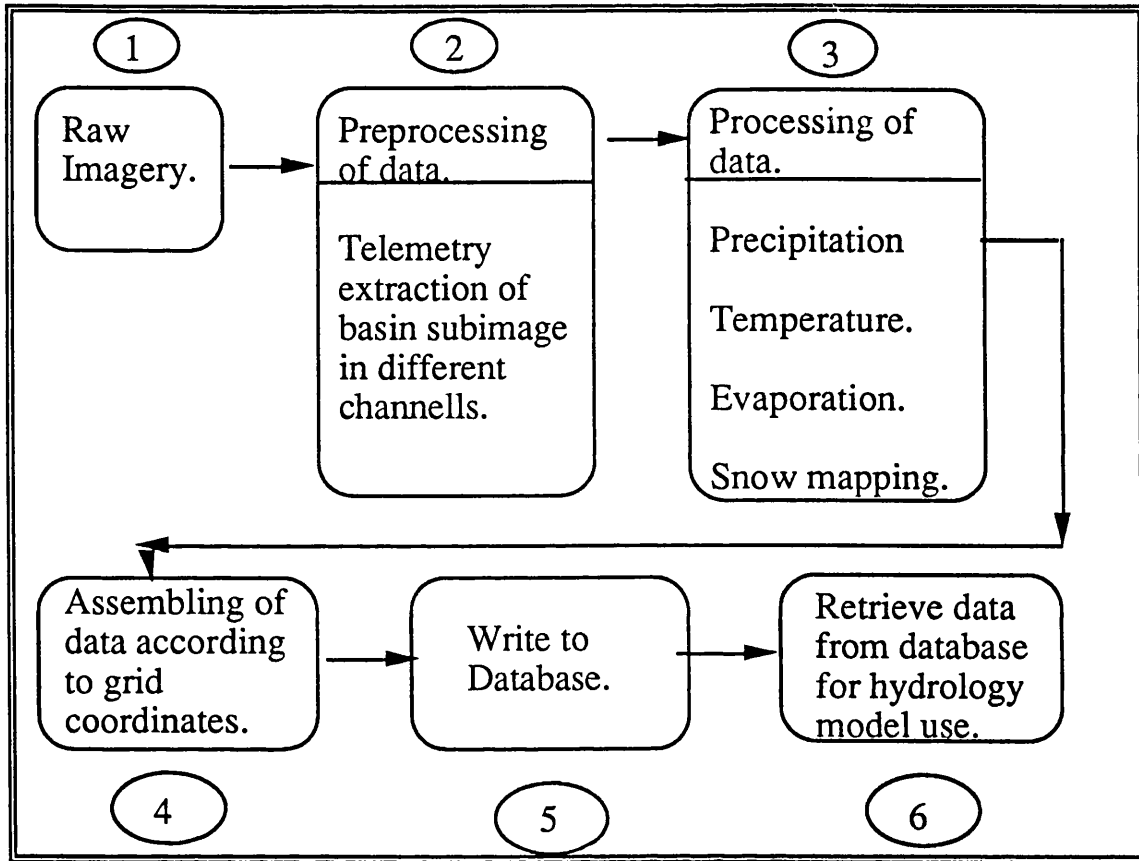 1
Raw
Imagery.
2
Preprocessing
of data.
Telemetry
extraction of
basin subimage
in different
channells.
3
Processing of
data.
Precipitation
Temperature.
Evaporation.
Snow mapping.
Assembling of
data according
to grid
coordinates.
4
Write to
Database.
5
Retrieve data
from database
for hydrology
model use.
6